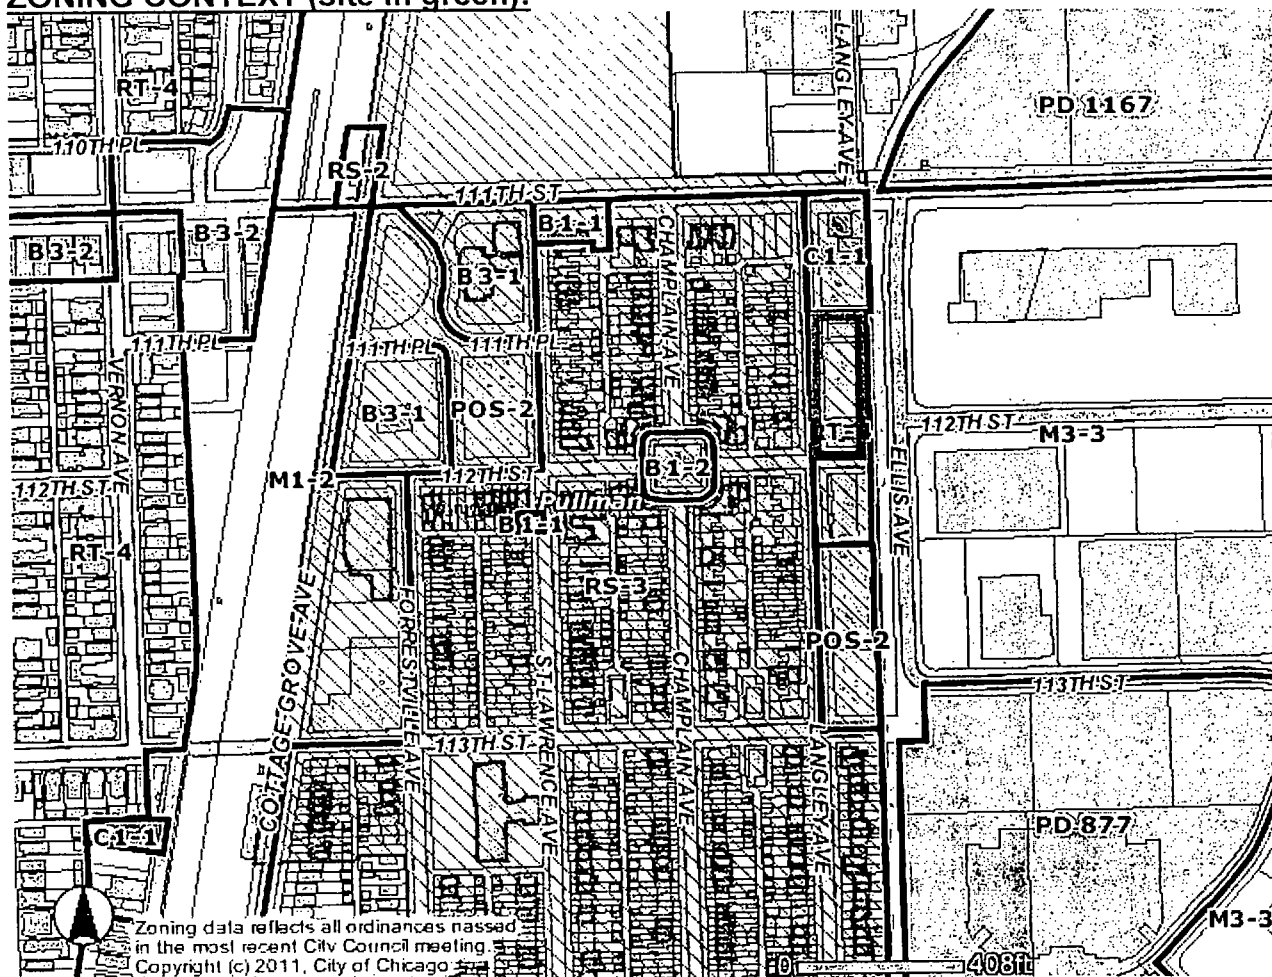 ZONING CONTEXT (site in green):
LANGLEY AVE
RT-4
PD 1167
110TH PL
RS-2
111TH ST
B1-1
CHAMPLAIN AVE
B3-2
B3-2
B3-1
C1-1
111TH PL
111TH PL
111TH PL
VERNON AVE
B3-1
POS-2
112TH ST
M3-3
B1-2
M1-2
112TH ST
112TH ST
Pullman
B1-1
ELLIS AVE
RT-4
RS-3
COTTAGE GROVE AVE
FORRESTVILLE AVE
S ST LAWRENCE AVE
CHAMPLAIN AVE
POS-2
113TH ST
113TH ST
LANGLEY AVE
C1-1
PD 877
M3-3
Zoning data reflects all ordinances passed
in the most recent City Council meeting.
Copyright (c) 2011, City of Chicago
0 408ft